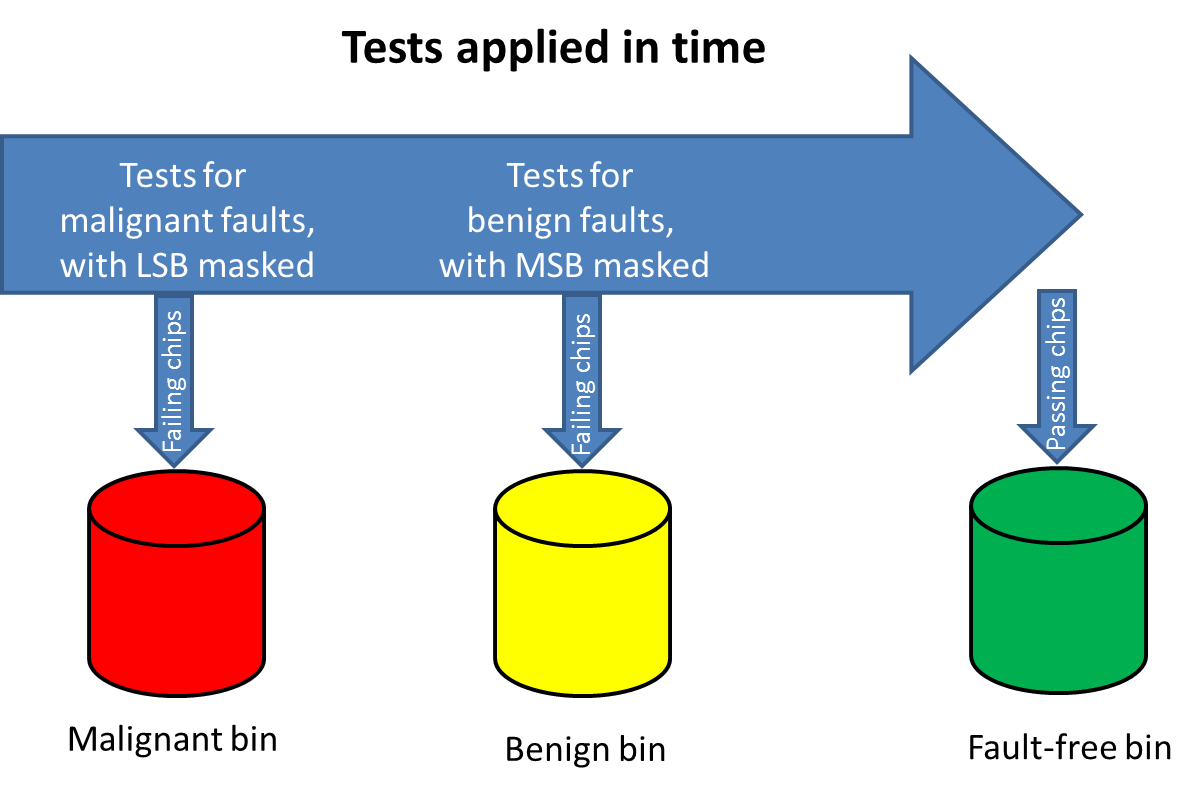 Tests applied in time
Tests for
malignant faults,
with LSB masked
Tests for
benign faults,
with MSB masked
Failing chips
Failing chips
Passing chips
Malignant bin
Benign bin
Fault-free bin